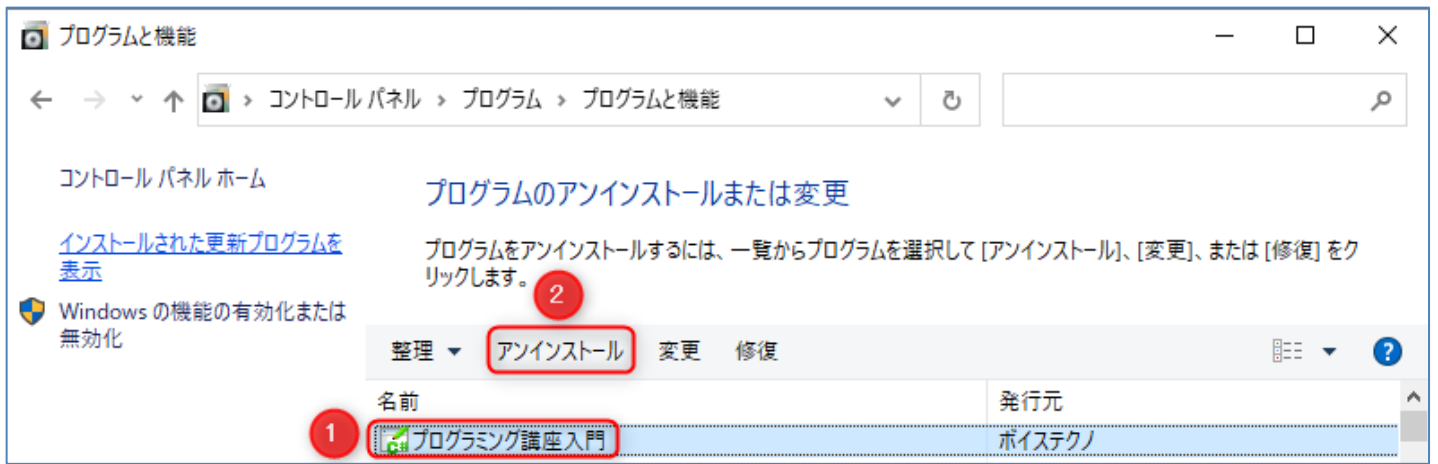 プログラムと機能
コントロール パネル › プログラム › プログラムと機能
コントロール パネル ホーム
インストールされた更新プログラムを
表示
Windows の機能の有効化または
無効化
プログラムのアンインストールまたは変更
プログラムをアンインストールするには、一覧からプログラムを選択して [アンインストール]、[変更]、または [修復] をク
リックします。
2
整理 アンインストール 変更 修復 ?
名前 発行元
1 C# プログラミング講座入門 ボイステクノ